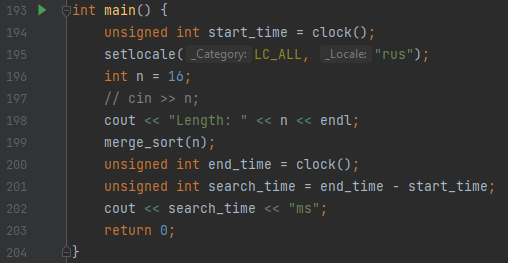 193 int main() {
194 unsigned int start_time = clock();
195 setlocale( _Category: LC_ALL, _Locale: "rus");
196 int n = 16;
197 // cin >> n;
198 cout << "Length: " << n << endl;
199 merge_sort(n);
200 unsigned int end_time = clock();
201 unsigned int search_time = end_time - start_time;
202 cout << search_time << "ms";
203 return 0;
204 }